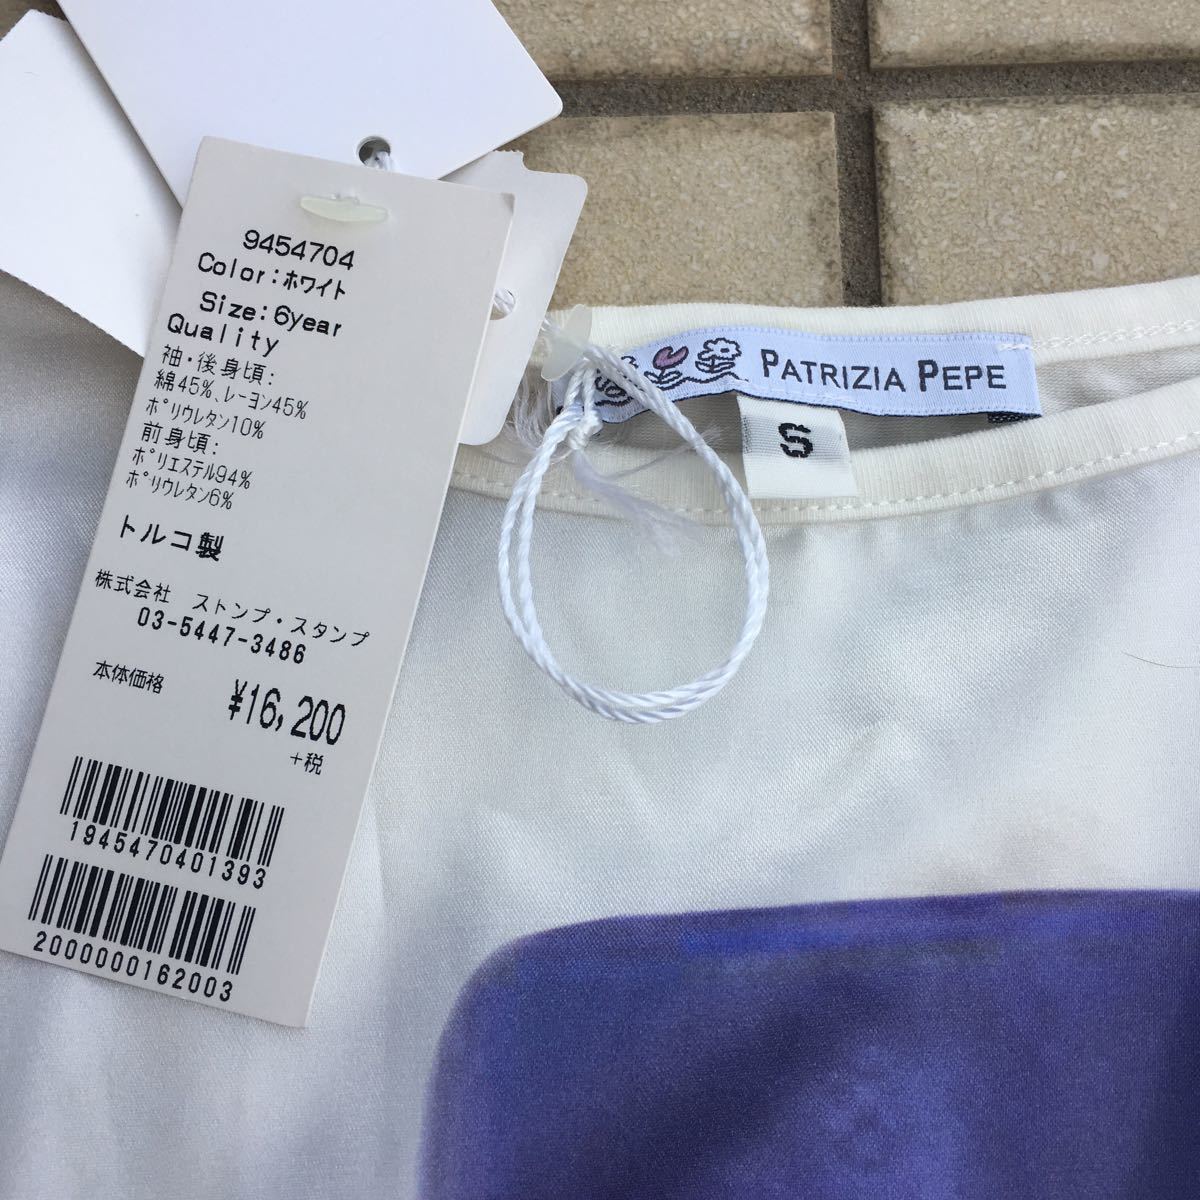 9454704
Color:ホワイト
Size:6year
Quality
袖・後身頃:
綿45%、レーヨン45%
ポリウレタン10%
前身頃:
ポリエステル94%
ポリウレタン6%
トルコ製
株式会社 ストンプ・スタンプ
03-5447-3486
本体価格 ¥16,200
+税
1945470401393
2000000162003
PATRIZIA PEPE
S